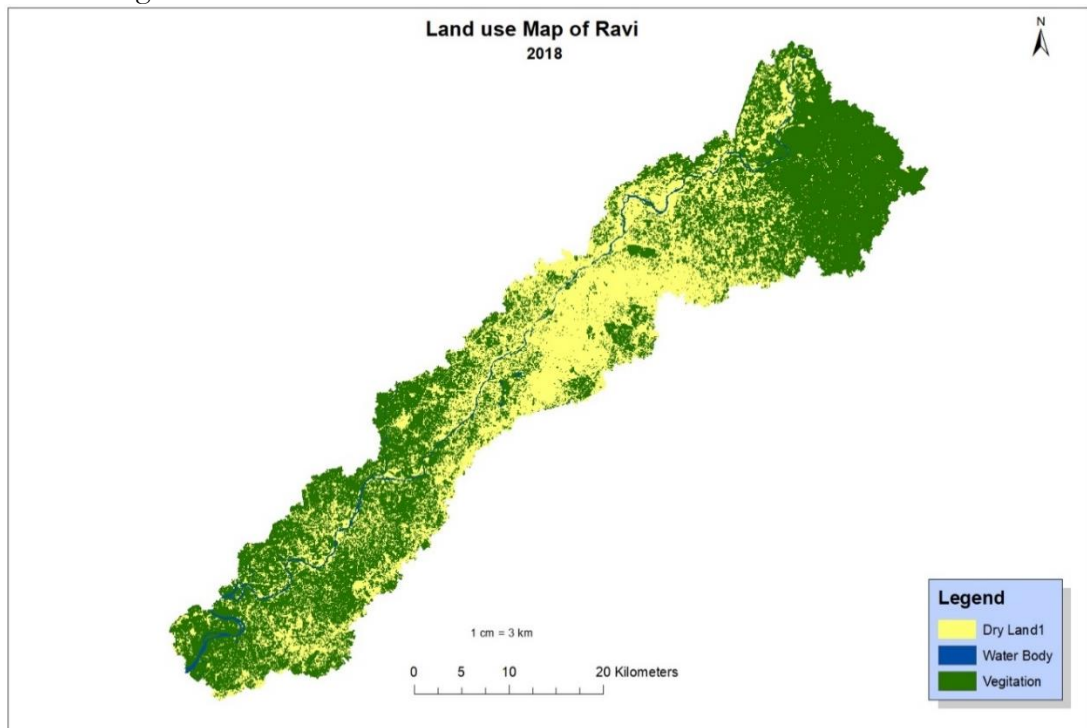 Land use Map of Ravi
2018
N
1 cm = 3 km
0 5 10 20 Kilometers
Legend
Dry Land1
Water Body
Vegitation